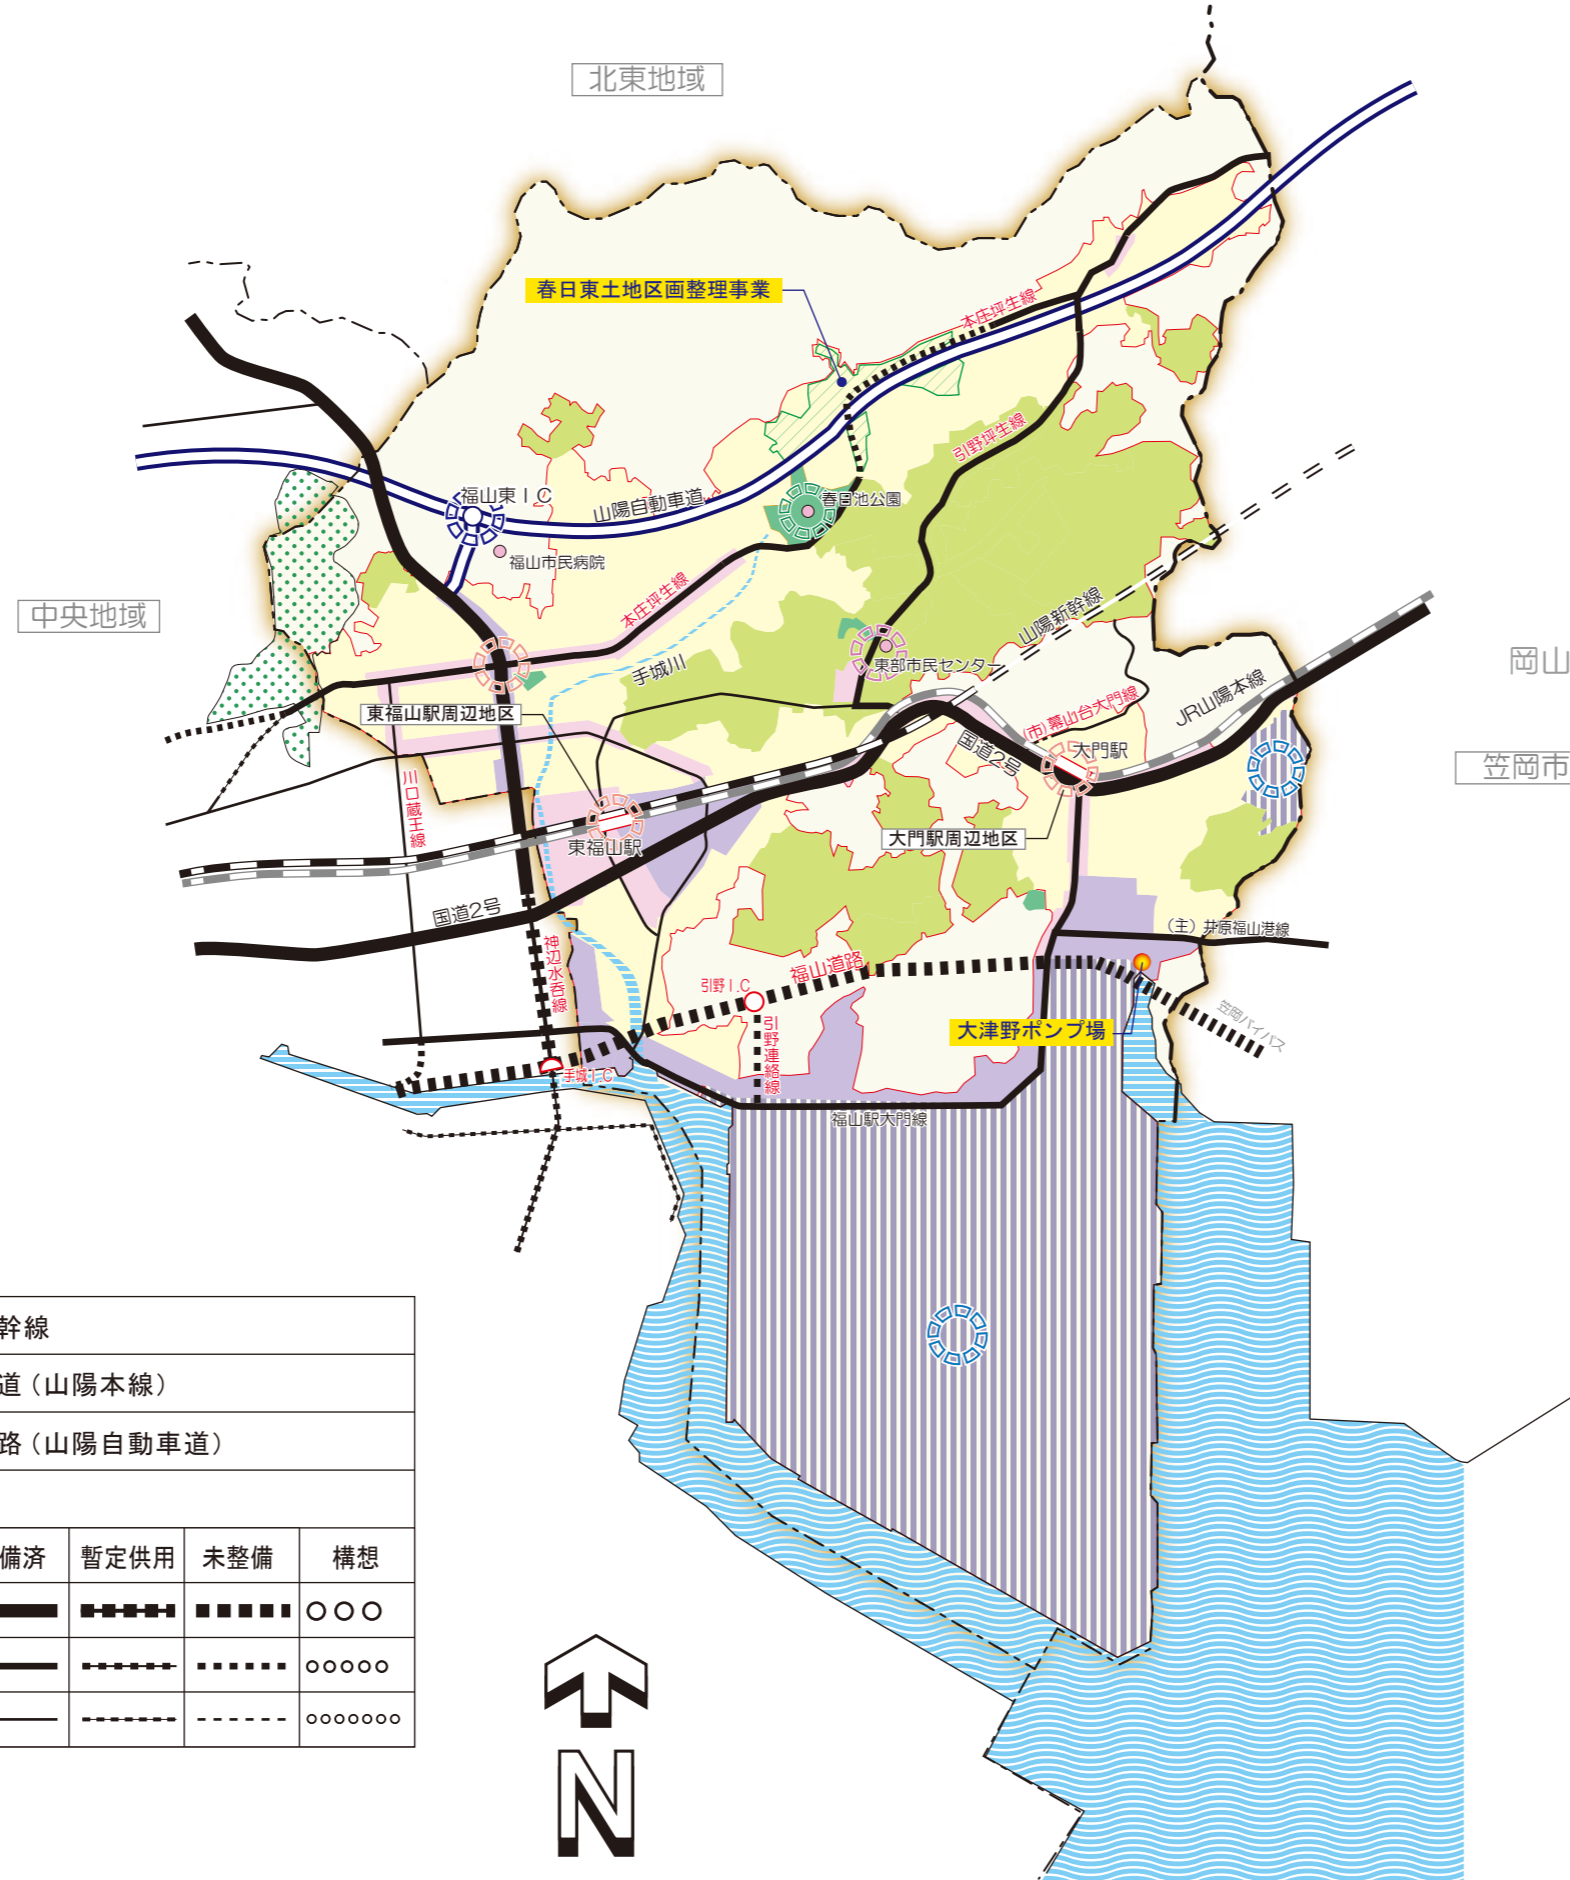 北東地域
春日東土地区画整理事業
本庄坪生線
引野坪生線
福山東IC
山陽自動車道
春日池公園
福山市民病院
中央地域
本庄坪生線
山陽新幹線
手城川
東部市民センター
岡山
JR山陽本線
(市)幕山台大門線
東福山駅周辺地区
国道2号
大門駅
笠岡市
川口蔵王線
大門駅周辺地区
東福山駅
国道2号
(主)井原福山港線
神辺水呑線
福山道路
引野I.C
笠岡バイパス
大津野ポンプ場
引野連絡線
手城I.C
福山駅大門線
幹線
道(山陽本線)
路(山陽自動車道)
備済 暫定供用 未整備 構想
N